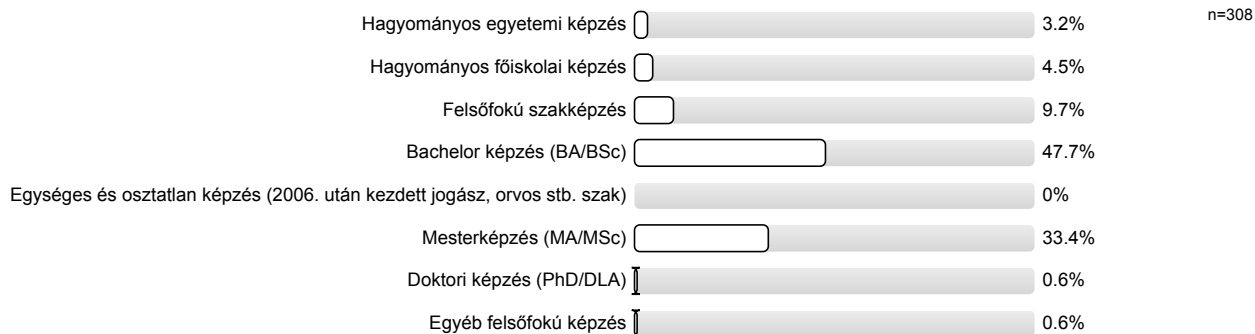 n=308
Hagyományos egyetemi képzés 3.2%
Hagyományos főiskolai képzés 4.5%
Felsőfokú szakképzés 9.7%
Bachelor képzés (BA/BSc) 47.7%
Egységes és osztatlan képzés (2006. után kezdett jogász, orvos stb. szak) 0%
Mesterképzés (MA/MSc) 33.4%
Doktori képzés (PhD/DLA) 0.6%
Egyéb felsőfokú képzés 0.6%